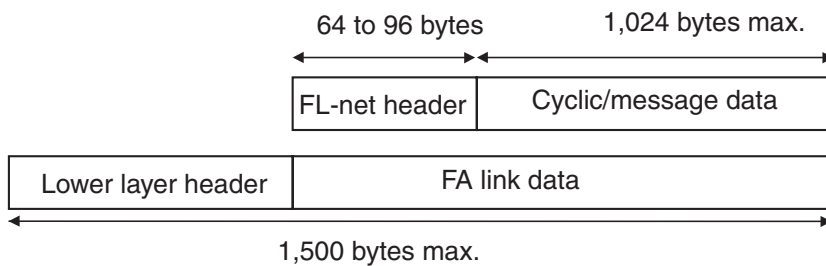 64 to 96 bytes
1,024 bytes max.
FL-net header
Cyclic/message data
Lower layer header
FA link data
1,500 bytes max.